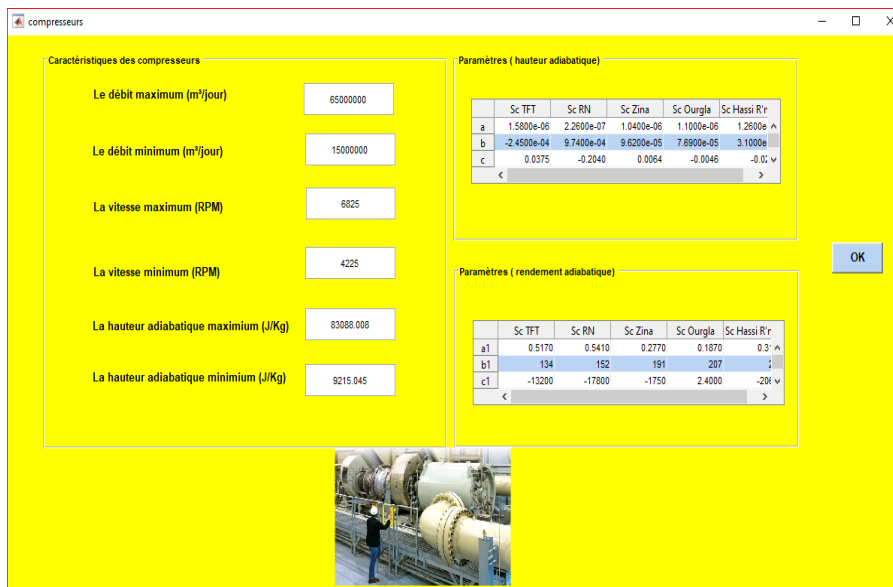 compresseurs
Caractéristiques des compresseurs
Le débit maximum (m³/jour)
65000000
Le débit minimum (m³/jour)
15000000
La vitesse maximum (RPM)
6825
La vitesse minimum (RPM)
4225
La hauteur adiabatique maximium (J/Kg)
83088.008
La hauteur adiabatique minimium (J/Kg)
9215.045
Paramètres ( hauteur adiabatique)
Sc TFT Sc RN Sc Zina Sc Ourgla Sc Hassi R'r
a 1.5800e-06 2.2600e-07 1.0400e-06 1.1000e-06 1.2600e
b -2.4500e-04 9.7400e-04 9.6200e-05 7.6900e-05 3.1000e
c 0.0375 -0.2040 0.0064 -0.0046 -0.02
OK
Paramètres ( rendement adiabatique)
Sc TFT Sc RN Sc Zina Sc Ourgla Sc Hassi R'r
a1 0.5170 0.5410 0.2770 0.1870 0.3
b1 134 152 191 207
c1 -13200 -17800 -1750 2.4000 -20